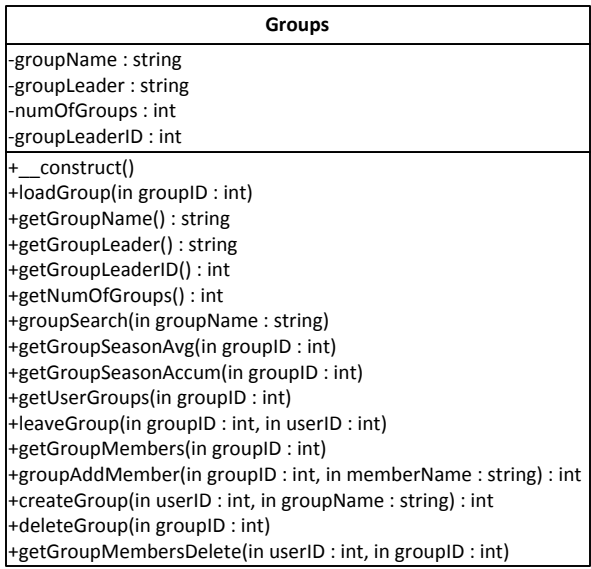 Groups
-groupName : string
-groupLeader : string
-numOfGroups : int
-groupLeaderID : int
+__construct()
+loadGroup(in groupID : int)
+getGroupName() : string
+getGroupLeader() : string
+getGroupLeaderID() : int
+getNumOfGroups() : int
+groupSearch(in groupName : string)
+getGroupSeasonAvg(in groupID : int)
+getGroupSeasonAccum(in groupID : int)
+getUserGroups(in groupID : int)
+leaveGroup(in groupID : int, in userID : int)
+getGroupMembers(in groupID : int)
+groupAddMember(in groupID : int, in memberName : string) : int
+createGroup(in userID : int, in groupName : string) : int
+deleteGroup(in groupID : int)
+getGroupMembersDelete(in userID : int, in groupID : int)